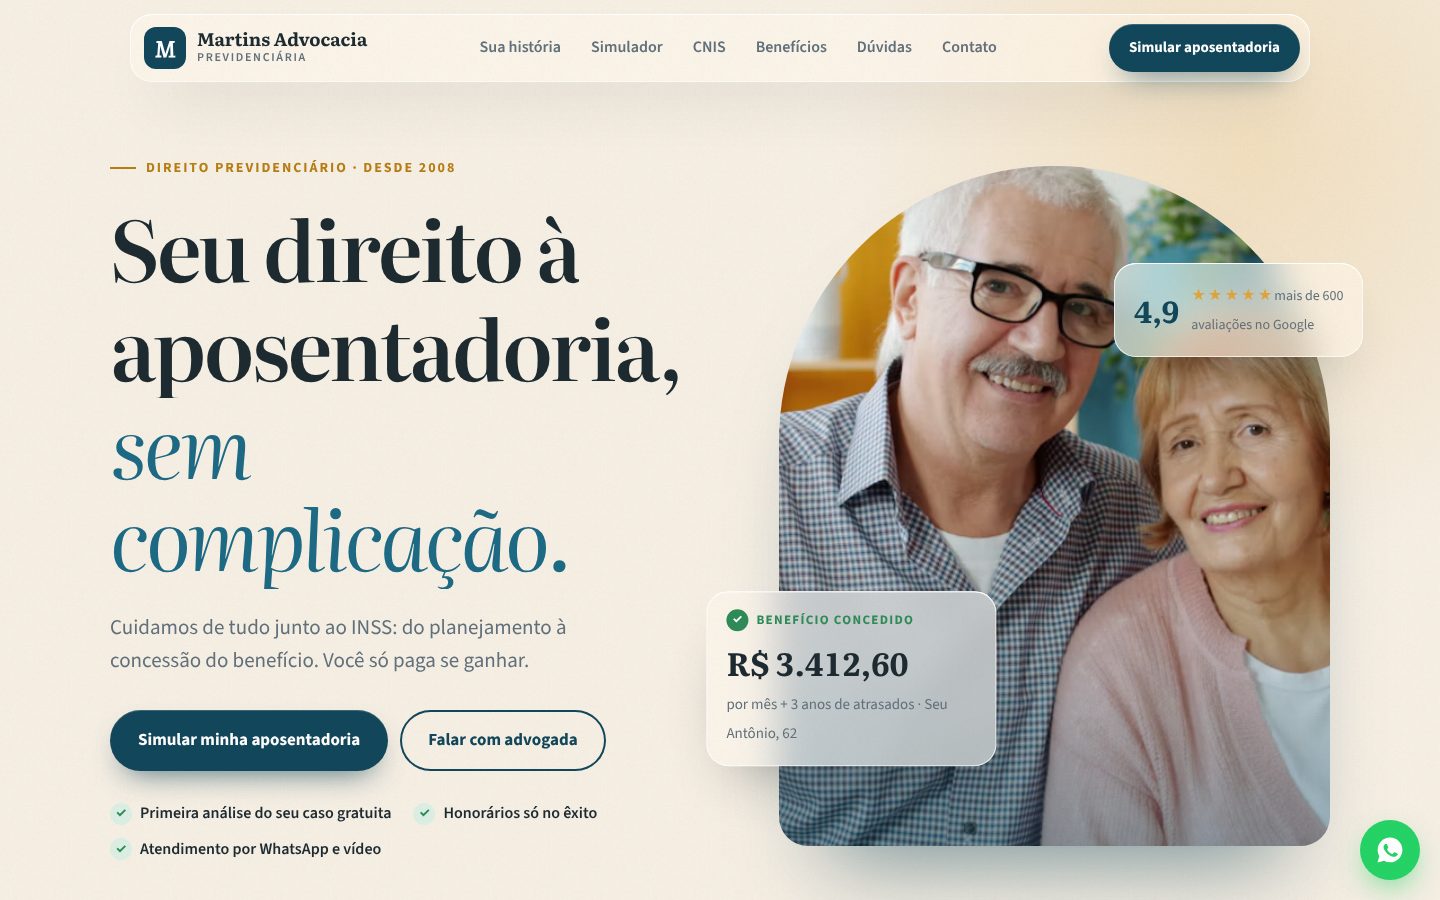 M
Martins Advocacia
PREVIDENCIÁRIA
Sua história
Simulador
CNIS
Benefícios
Dúvidas
Contato
Simular aposentadoria
DIREITO PREVIDENCIÁRIO · DESDE 2008
Seu direito à
aposentadoria,
sem
complicação.
Cuidamos de tudo junto ao INSS: do planejamento à
concessão do benefício. Você só paga se ganhar.
Simular minha aposentadoria
Falar com advogada
Primeira análise do seu caso gratuita
Honorários só no êxito
Atendimento por WhatsApp e vídeo
4,9
★★★★★ mais de 600
avaliações no Google
BENEFÍCIO CONCEDIDO
R$ 3.412,60
por mês + 3 anos de atrasados · Seu
Antônio, 62